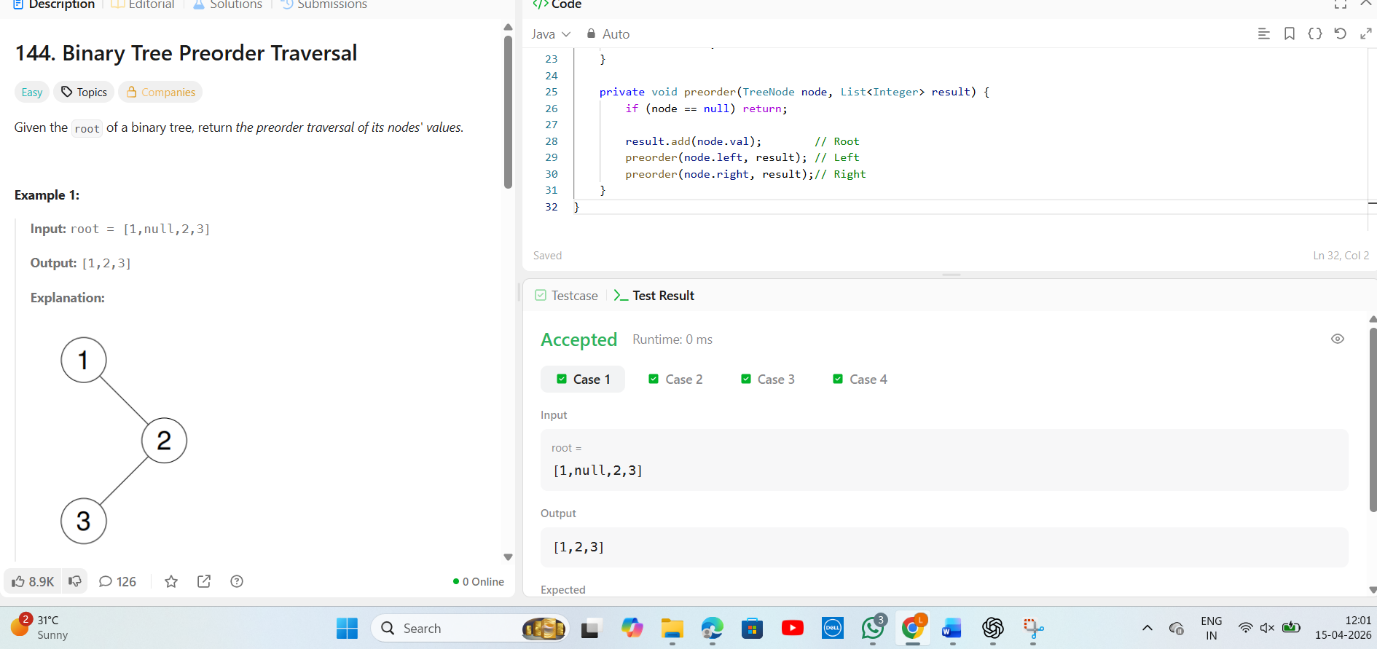 Description
Editorial
Solutions
Submissions
144. Binary Tree Preorder Traversal
Easy
Topics
Companies
Given the root of a binary tree, return the preorder traversal of its nodes' values.
Example 1:
Input: root = [1,null,2,3]
Output: [1,2,3]
Explanation:
1
2
3
8.9K
126
0 Online
</> Code
Java
Auto
23 }
24
25 private void preorder(TreeNode node, List<Integer> result) {
26 if (node == null) return;
27
28 result.add(node.val); // Root
29 preorder(node.left, result); // Left
30 preorder(node.right, result);// Right
31 }
32 }
Saved
Ln 32, Col 2
Testcase
Test Result
Accepted
Runtime: 0 ms
Case 1
Case 2
Case 3
Case 4
Input
root =
[1,null,2,3]
Output
[1,2,3]
Expected
2
31°C
Sunny
Search
DELL
3
L
W
ENG
IN
12:01
15-04-2026